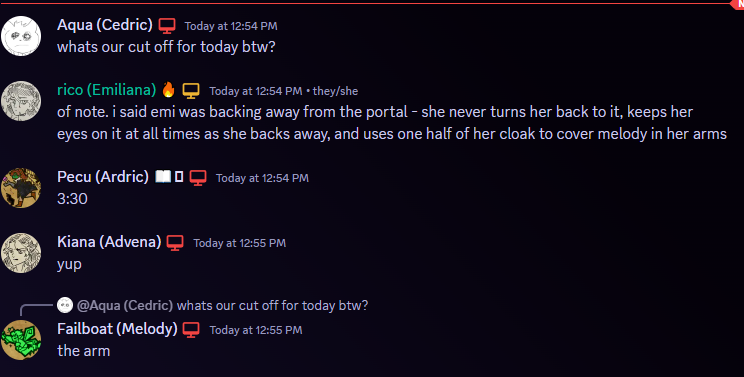 Aqua (Cedric) Today at 12:54 PM
whats our cut off for today btw?
rico (Emiliana) 🔥 Today at 12:54 PM • they/she
of note. i said emi was backing away from the portal - she never turns her back to it, keeps her
eyes on it at all times as she backs away, and uses one half of her cloak to cover melody in her arms
Pecu (Ardric) 📖 Today at 12:54 PM
3:30
Kiana (Advena) Today at 12:55 PM
yup
@Aqua (Cedric) whats our cut off for today btw?
Failboat (Melody) Today at 12:55 PM
the arm